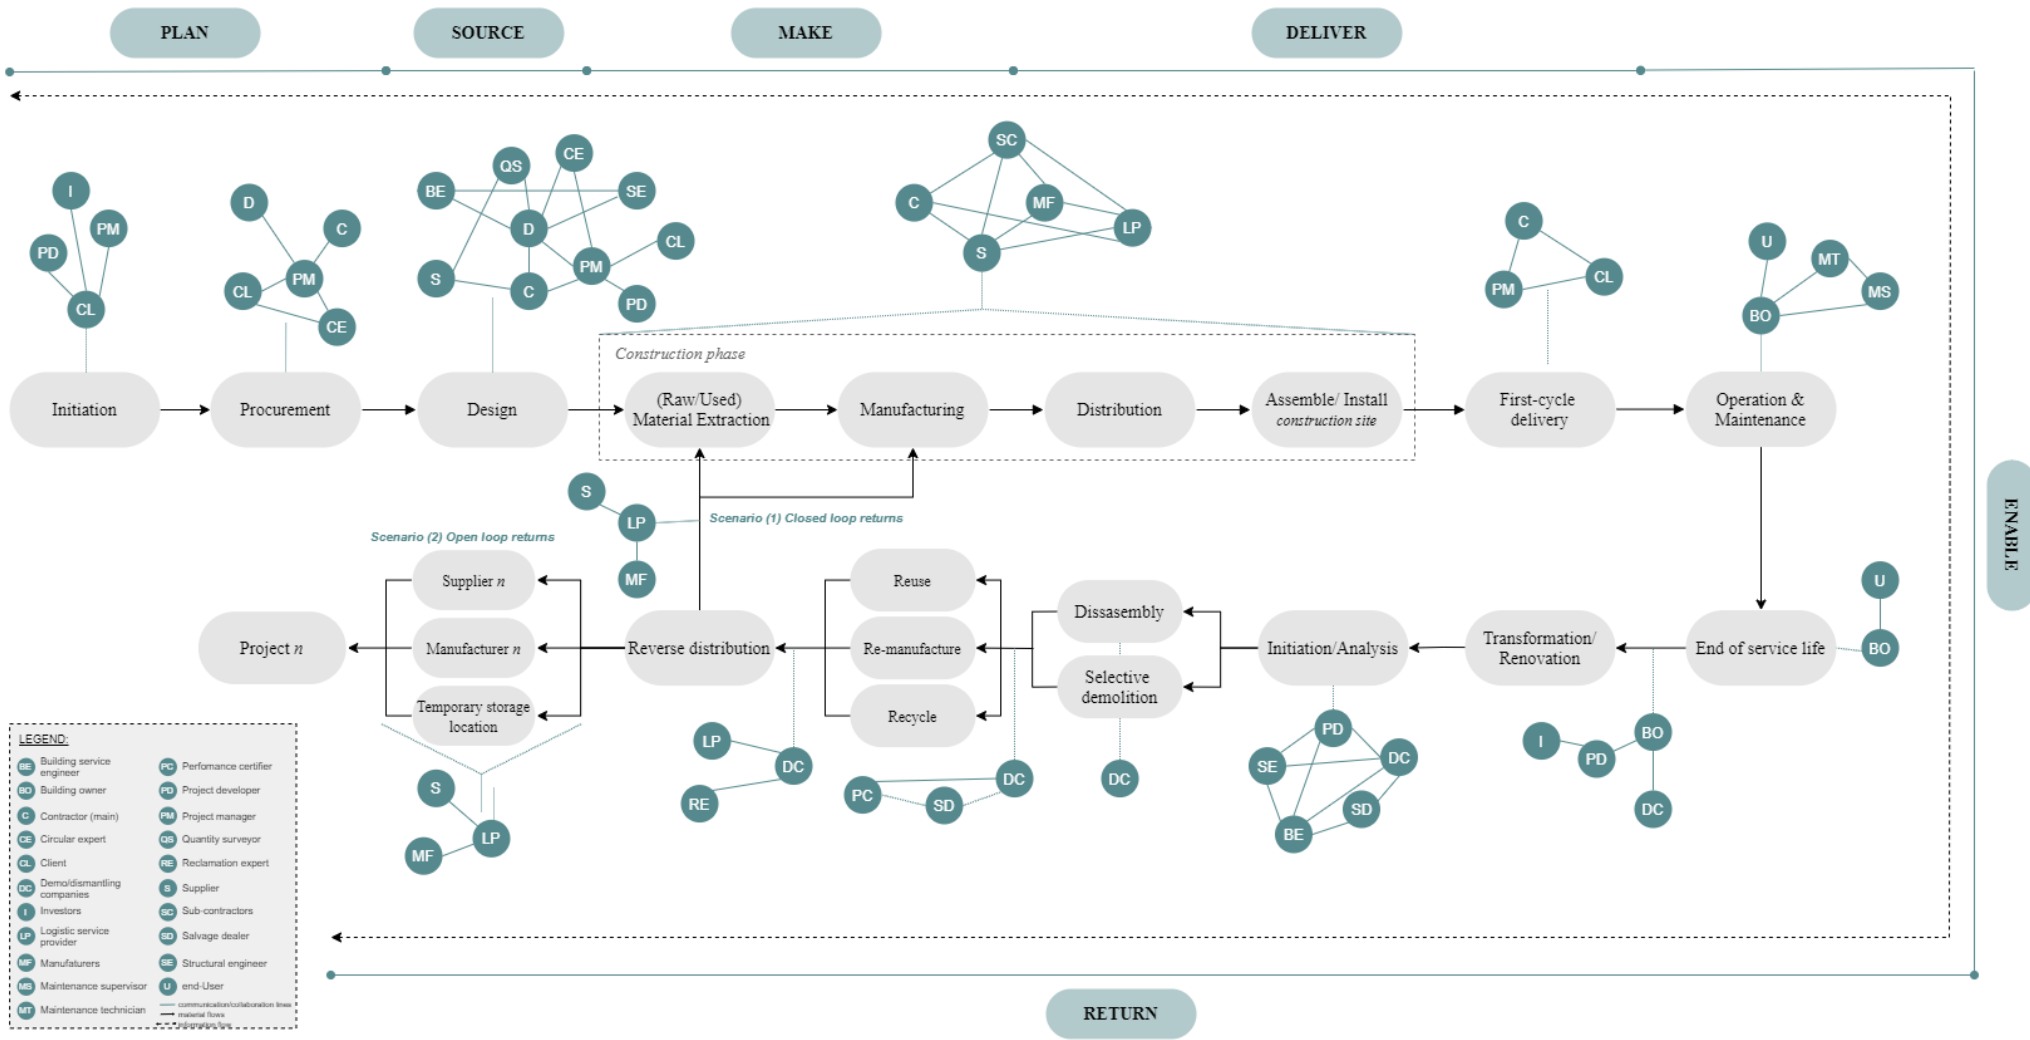 PLAN
SOURCE
MAKE
DELIVER
SC
QS
CE
I
BE
SE
D
PM
C
MF
LP
C
U
D
C
CL
S
PD
MT
CL
PM
PM
CL
S
CL
C
PM
MS
CL
CE
PD
BO
Construction phase
Initiation
Procurement
Design
(Raw/Used)
Material Extraction
Manufacturing
Distribution
Assemble/ Install
construction site
First-cycle
delivery
Operation &
Maintenance
ENABLE
S
LP
MF
Scenario (1) Closed loop returns
Scenario (2) Open loop returns
Supplier n
Manufacturer n
Temporary storage
location
Project n
Reverse distribution
Reuse
Re-manufacture
Recycle
Dissasembly
Selective
demolition
Initiation/Analysis
Transformation/
Renovation
End of service life
U
BO
S
MF
LP
LP
RE
DC
PC
SD
DC
DC
PD
SE
DC
SD
BE
I
PD
BO
DC
LEGEND:
BE Building service
engineer
BO Building owner
C Contractor (main)
CE Circular expert
CL Client
DC Demo/dismantling
companies
I Investors
LP Logistic service
provider
MF Manufaturers
MS Maintenance supervisor
MT Maintenance technician
PC Perfomance certifier
PD Project developer
PM Project manager
QS Quantity surveyor
RE Reclamation expert
S Supplier
SC Sub-contractors
SD Salvage dealer
SE Structural engineer
U end-User
communication/collaboration lines
material flows
information flow
RETURN